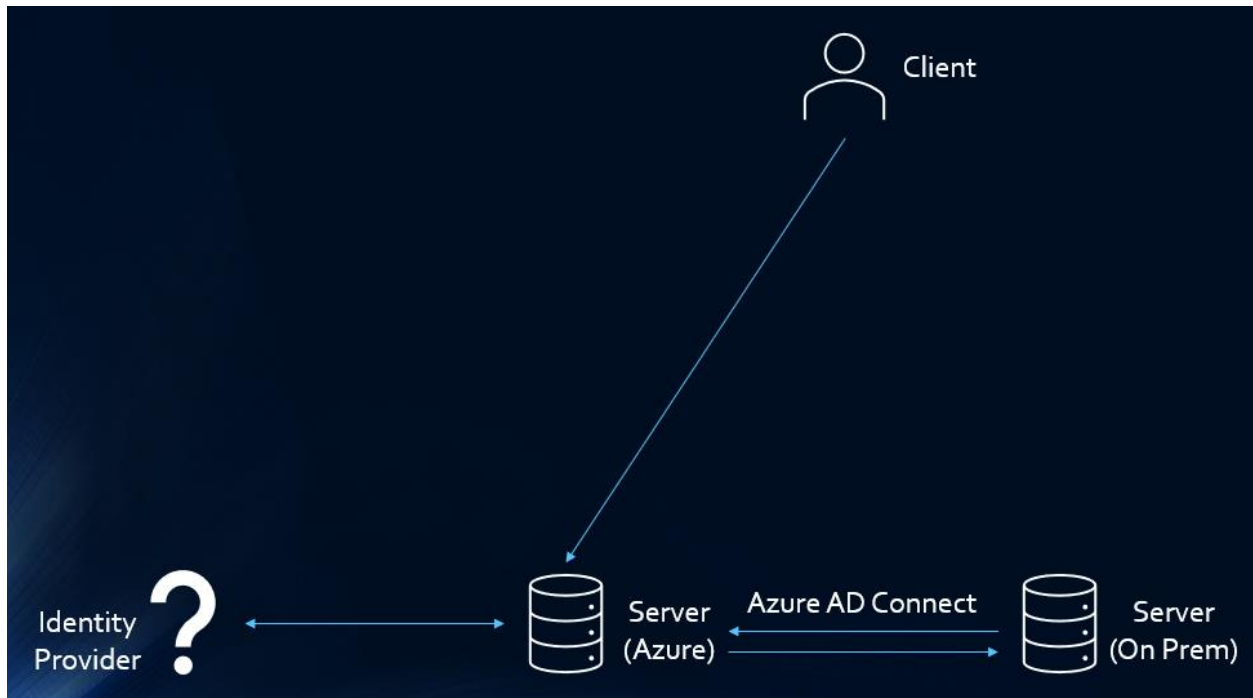 Client
Identity
Provider
?
Server
(Azure)
Azure AD Connect
Server
(On Prem)